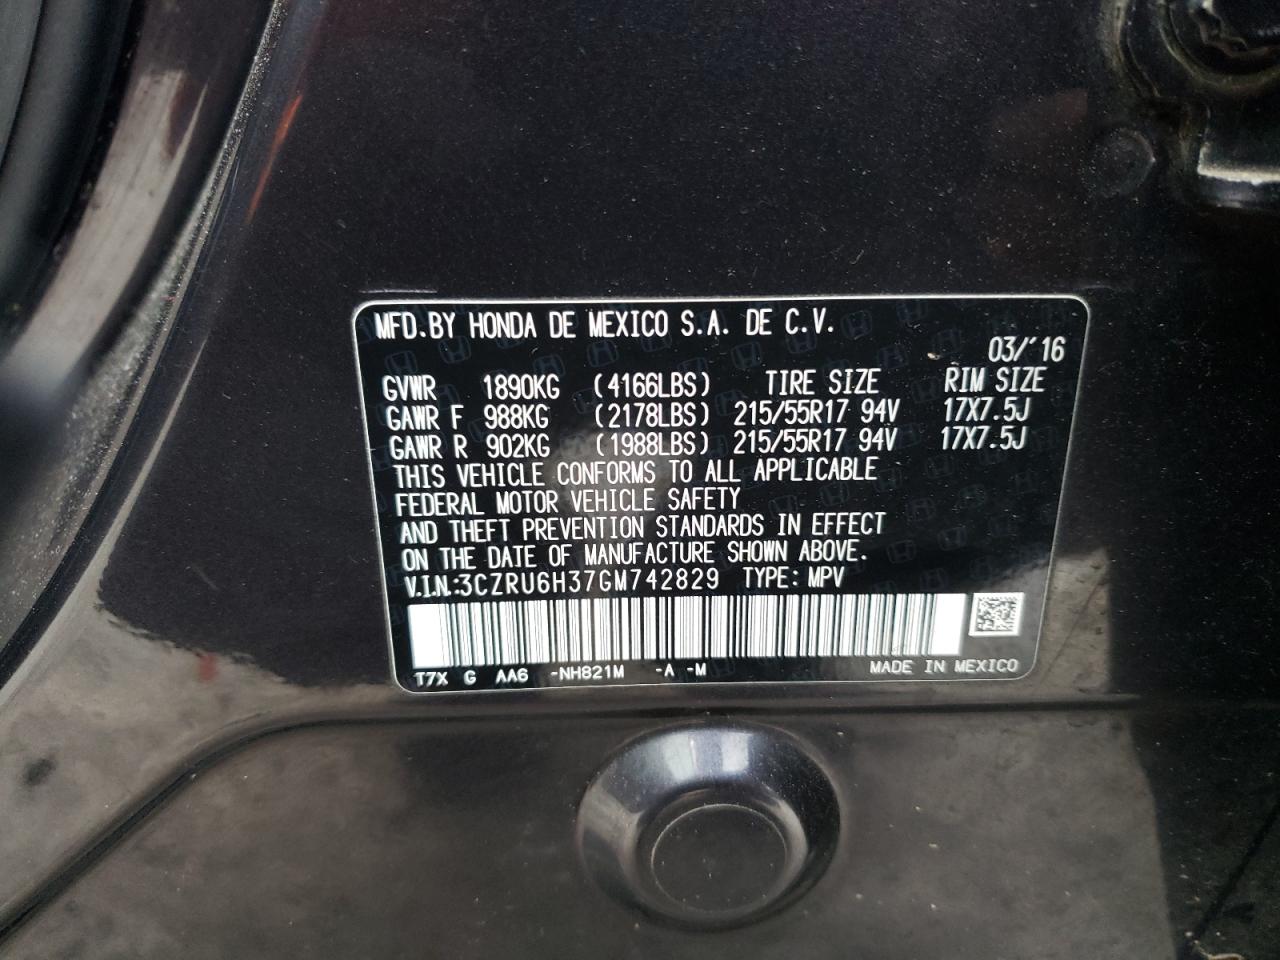 MFD.BY HONDA DE MEXICO S.A. DE C.V.
03/'16
GVWR 1890KG (4166LBS) TIRE SIZE RIM SIZE
GAWR F 988KG (2178LBS) 215/55R17 94V 17X7.5J
GAWR R 902KG (1988LBS) 215/55R17 94V 17X7.5J
THIS VEHICLE CONFORMS TO ALL APPLICABLE
FEDERAL MOTOR VEHICLE SAFETY
AND THEFT PREVENTION STANDARDS IN EFFECT
ON THE DATE OF MANUFACTURE SHOWN ABOVE.
V.I.N.:3CZRU6H37GM742829 TYPE: MPV
T7X G AA6 -NH821M -A -M MADE IN MEXICO